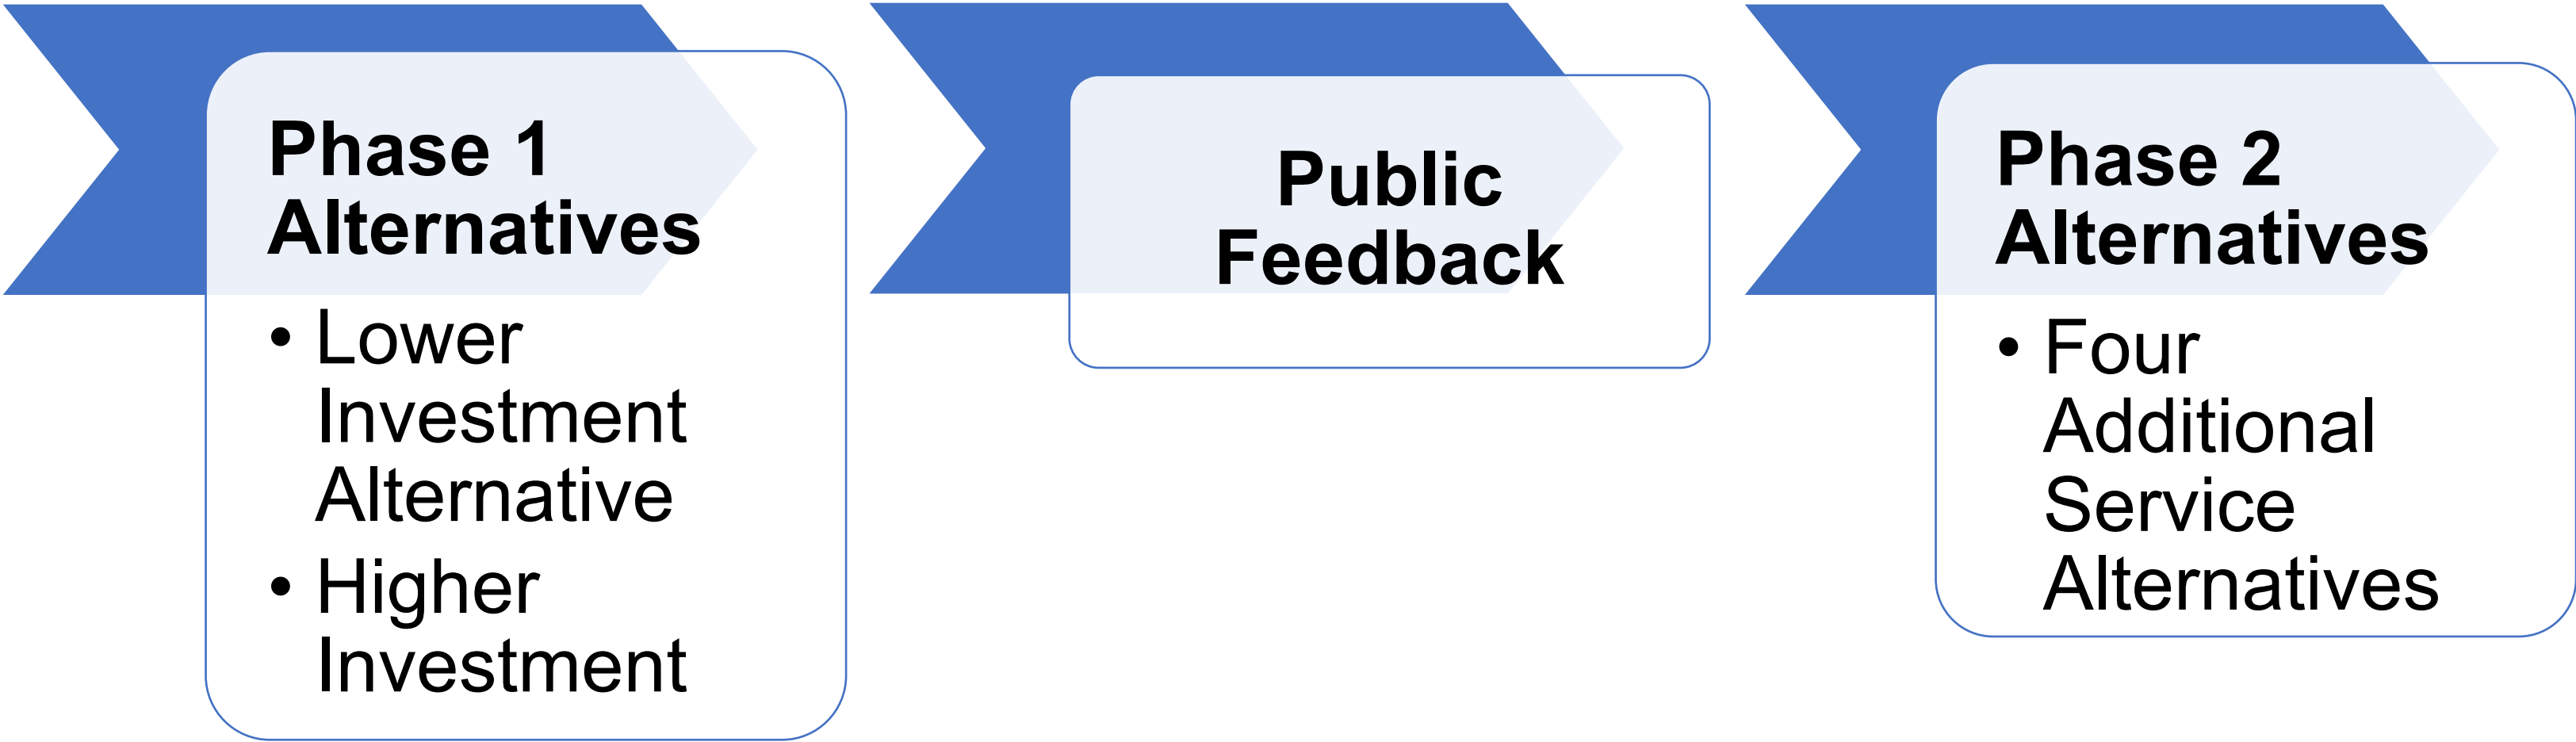 Phase 1
Alternatives
• Lower
Investment
Alternative
• Higher
Investment
Public
Feedback
Phase 2
Alternatives
• Four
Additional
Service
Alternatives